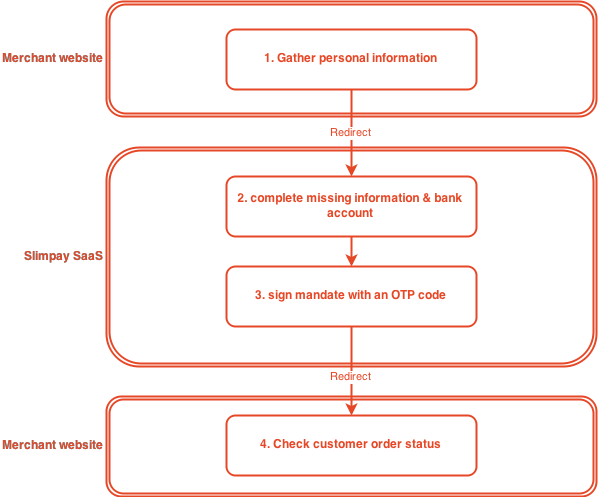 Merchant website
1. Gather personal information
Redirect
2. complete missing information & bank
account
Slimpay SaaS
3. sign mandate with an OTP code
Redirect
Merchant website
4. Check customer order status